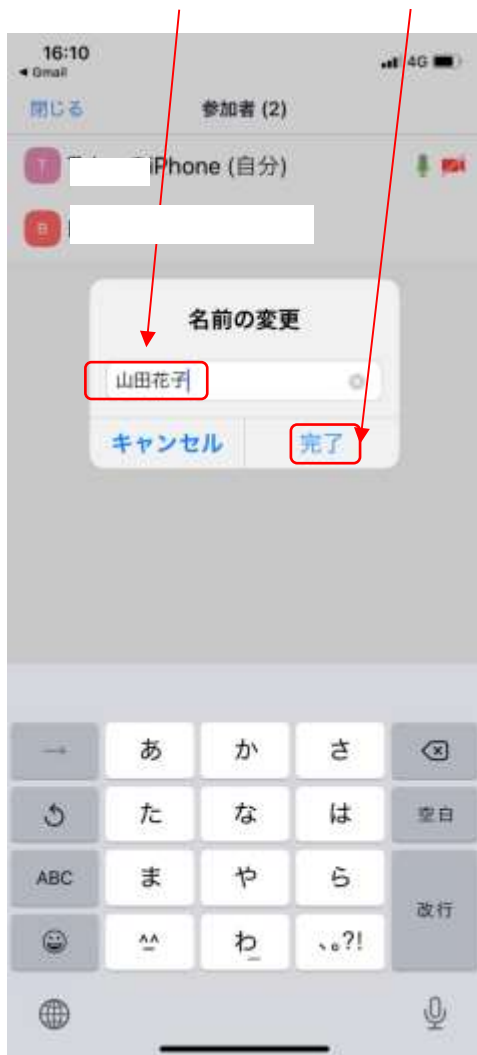 16:10
◀ Gmail
4G
閉じる
参加者 (2)
T
iPhone (自分)
B
名前の変更
山田花子
キャンセル
完了
→
あ
か
さ
た
な
は
空白
ABC
ま
や
ら
改行
^^
わ_
、。?!